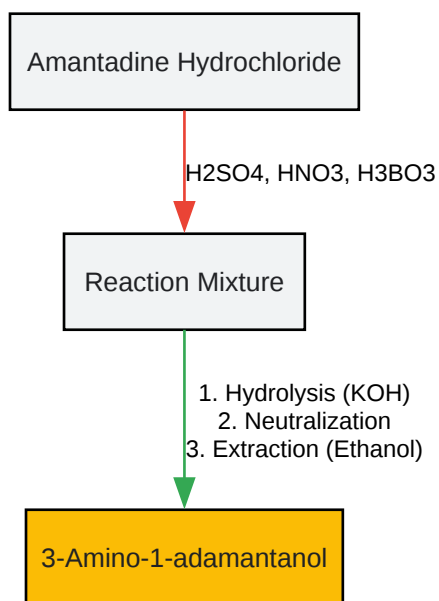 Amantadine Hydrochloride
H2SO4, HNO3, H3BO3
Reaction Mixture
1. Hydrolysis (KOH)
2. Neutralization
3. Extraction (Ethanol)
3-Amino-1-adamantanol